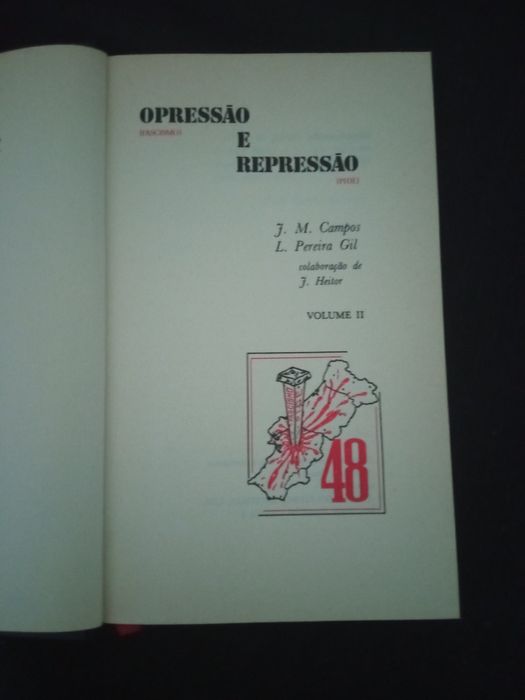 OPRESSÃO
(FASCISMO)
E
REPRESSÃO
(PIDE)
J. M. Campos
L. Pereira Gil
colaboração de
J. Heitor
VOLUME II
48